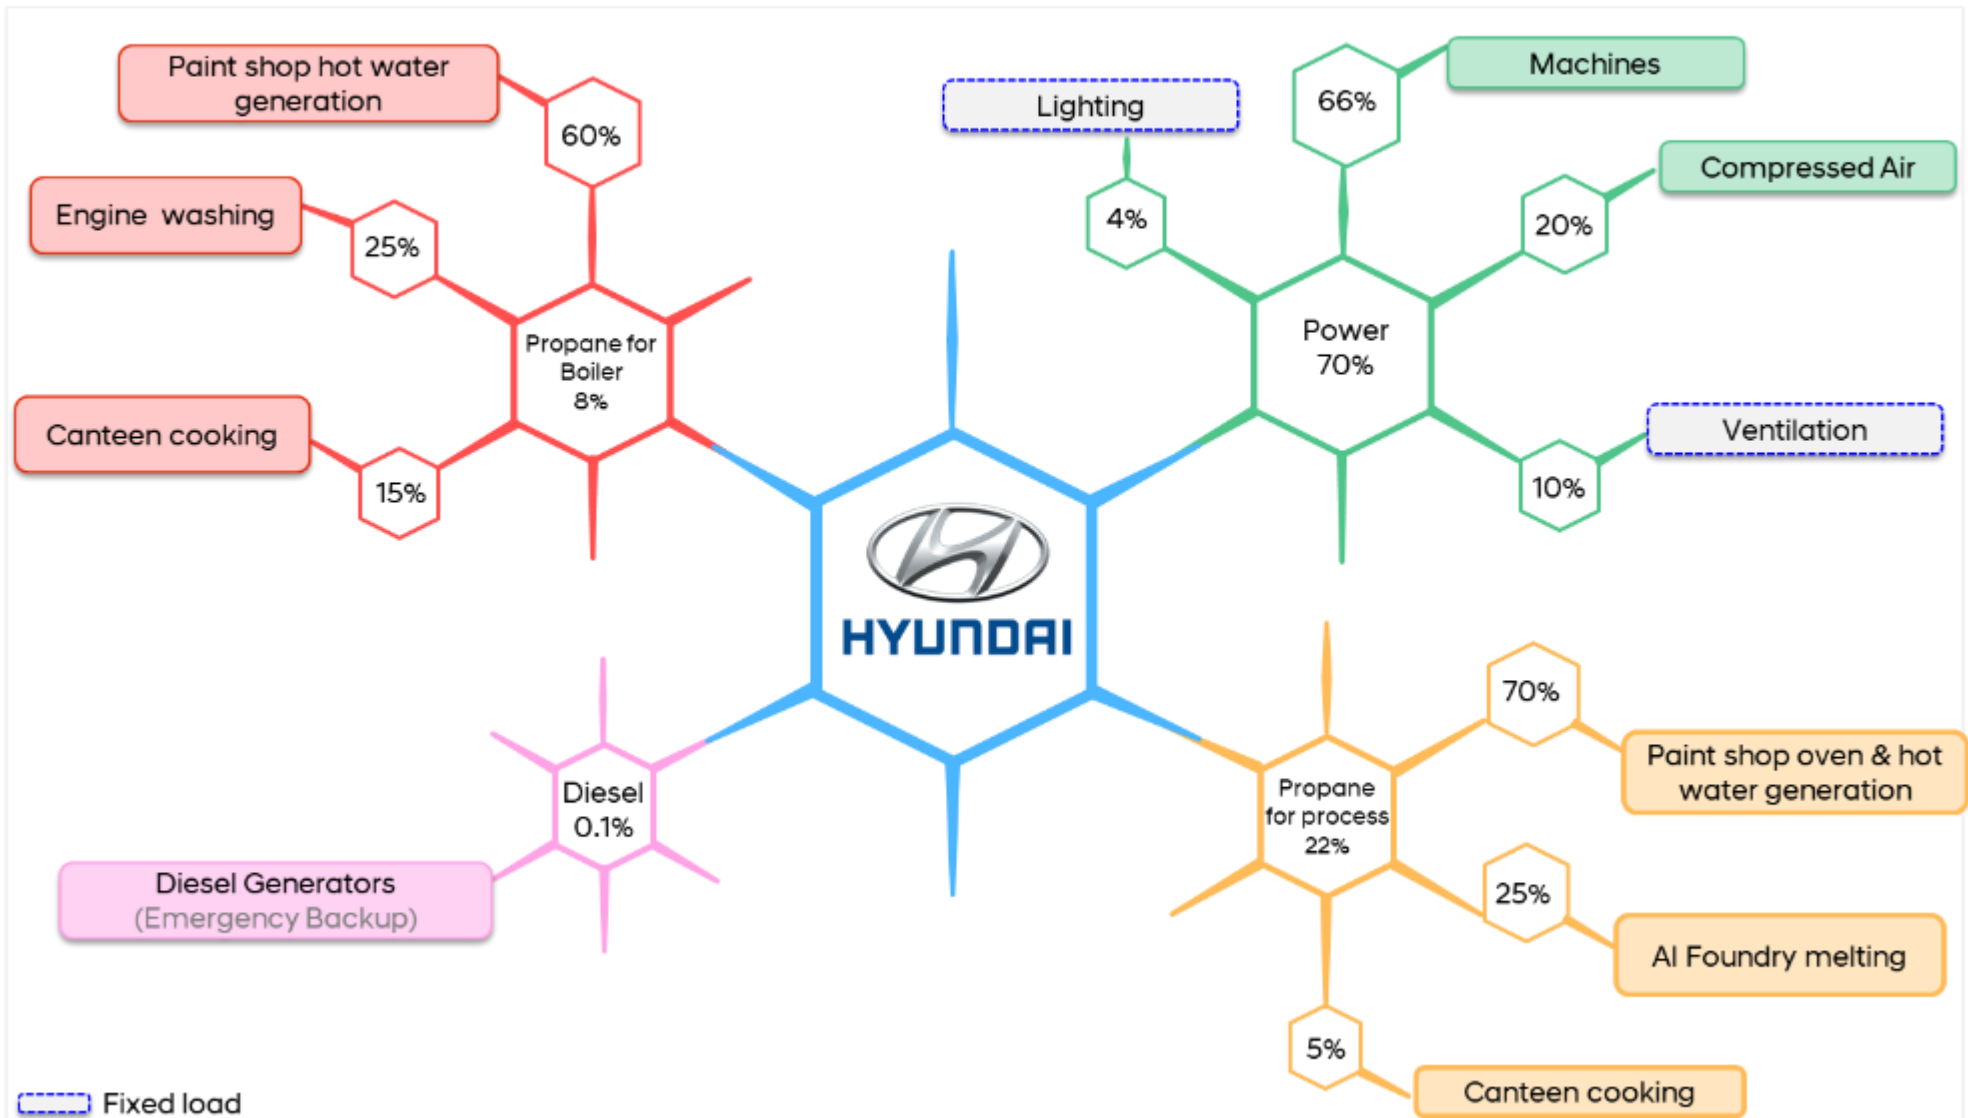 Paint shop hot water
generation
60%
Engine washing
25%
Propane for
Boiler
8%
Canteen cooking
15%
Lighting
4%
Machines
66%
Compressed Air
20%
Power
70%
Ventilation
10%
HYUNDAI
Diesel
0.1%
Diesel Generators
(Emergency Backup)
Propane
for process
22%
70%
Paint shop oven & hot
water generation
25%
Al Foundry melting
5%
Canteen cooking
Fixed load